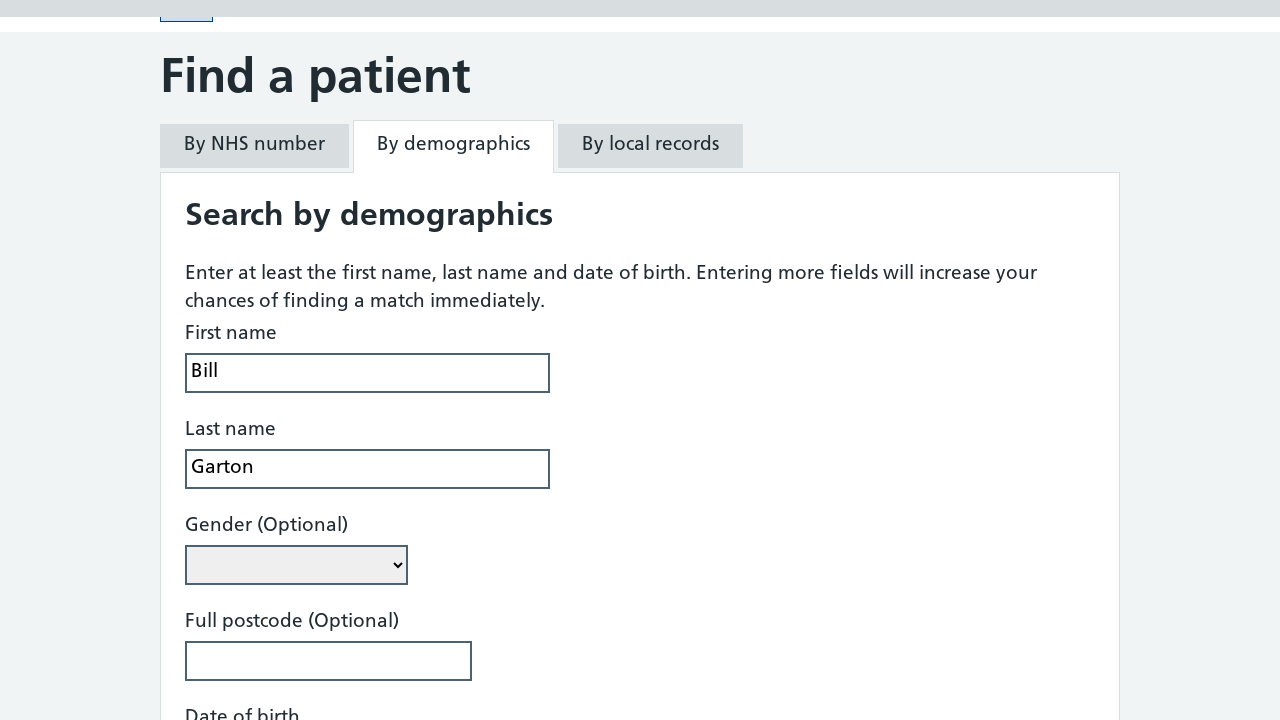 Find a patient
By NHS number
By demographics
By local records
Search by demographics
Enter at least the first name, last name and date of birth. Entering more fields will increase your
chances of finding a match immediately.
First name
Bill
Last name
Garton
Gender (Optional)
Full postcode (Optional)
Date of birth